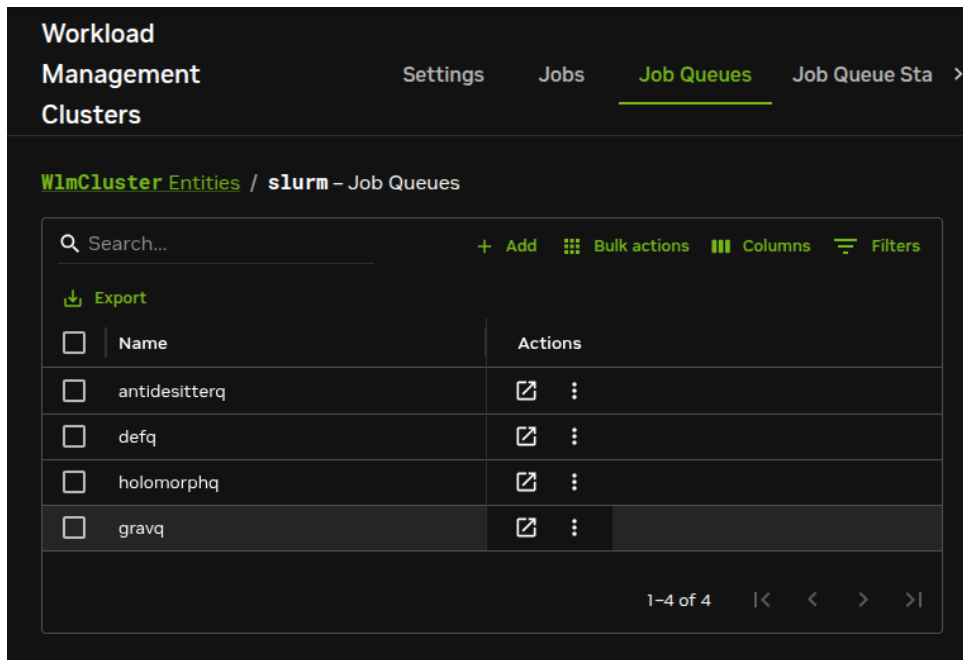 Workload
Management
Clusters
Settings Jobs Job Queues Job Queue Sta
WlmCluster Entities / slurm – Job Queues
Search... Add Bulk actions Columns Filters
Export
Name Actions
antidesitterq
defq
holomorphq
gravq
1–4 of 4